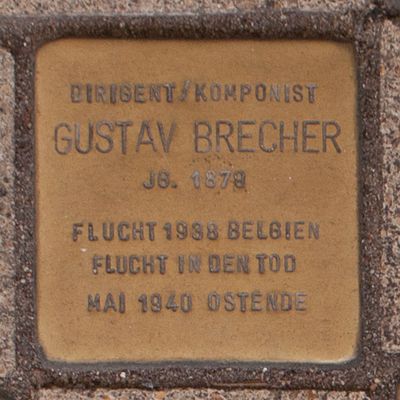 DIRIGENT/KOMPONIST
GUSTAV BRECHER
JG. 1879
FLUCHT 1938 BELGIEN
FLUCHT IN DEN TOD
MAI 1940 OSTENDE